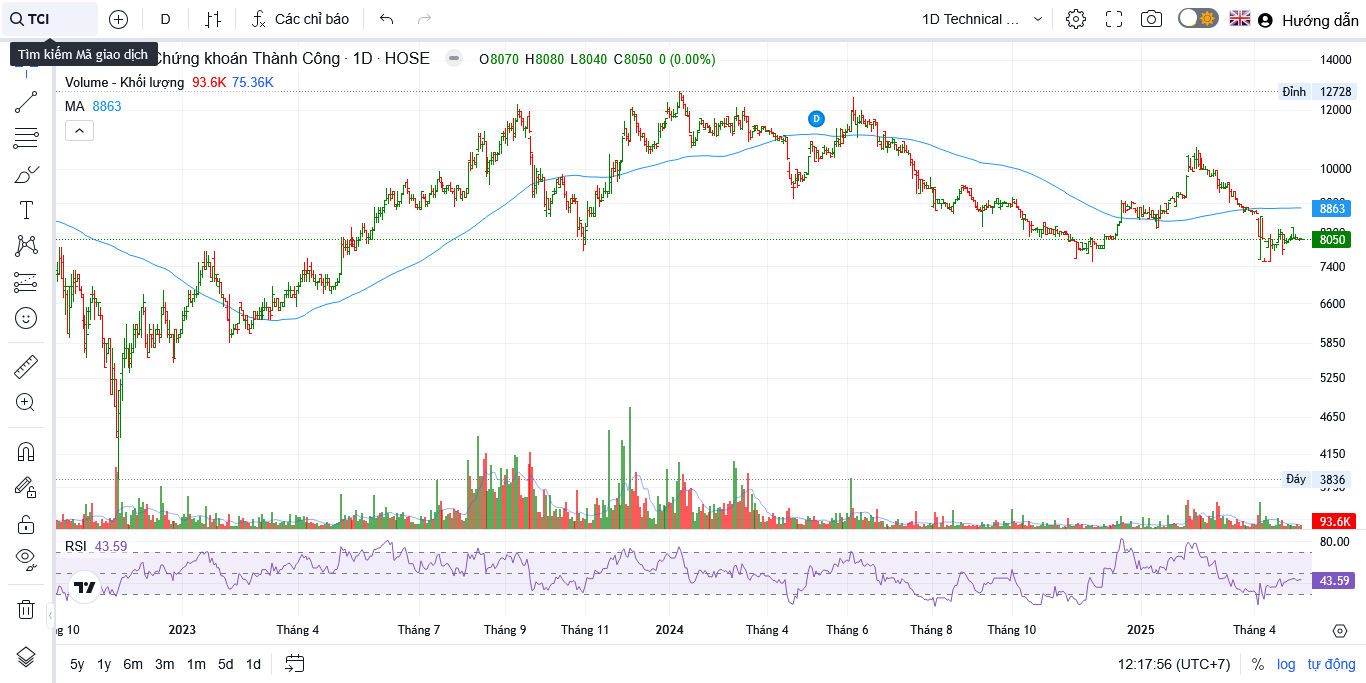 TCI D Các chỉ báo 1D Technical ... Hướng dẫn
Tìm kiếm Mã giao dịch
Chứng khoán Thành Công · 1D · HOSE O8070 H8080 L8040 C8050 0 (0.00%)
Volume - Khối lượng 93.6K 75.36K
MA 8863
D
14000
Đỉnh 12728
12000
10000
8863
8050
7400
6600
5850
5250
4650
4150
Đáy 3836
93.6K
RSI 43.59
80.00
43.59
ng 10 2023 Tháng 4 Tháng 7 Tháng 9 Tháng 11 2024 Tháng 4 Tháng 6 Tháng 8 Tháng 10 2025 Tháng 4
5y 1y 6m 3m 1m 5d 1d 12:17:56 (UTC+7) % log tự động